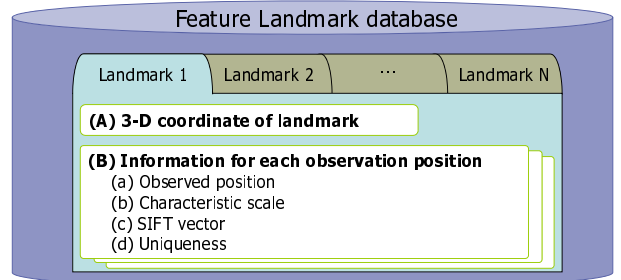 Feature Landmark database
Landmark 1 Landmark 2 ... Landmark N
(A) 3-D coordinate of landmark
(B) Information for each observation position
(a) Observed position
(b) Characteristic scale
(c) SIFT vector
(d) Uniqueness